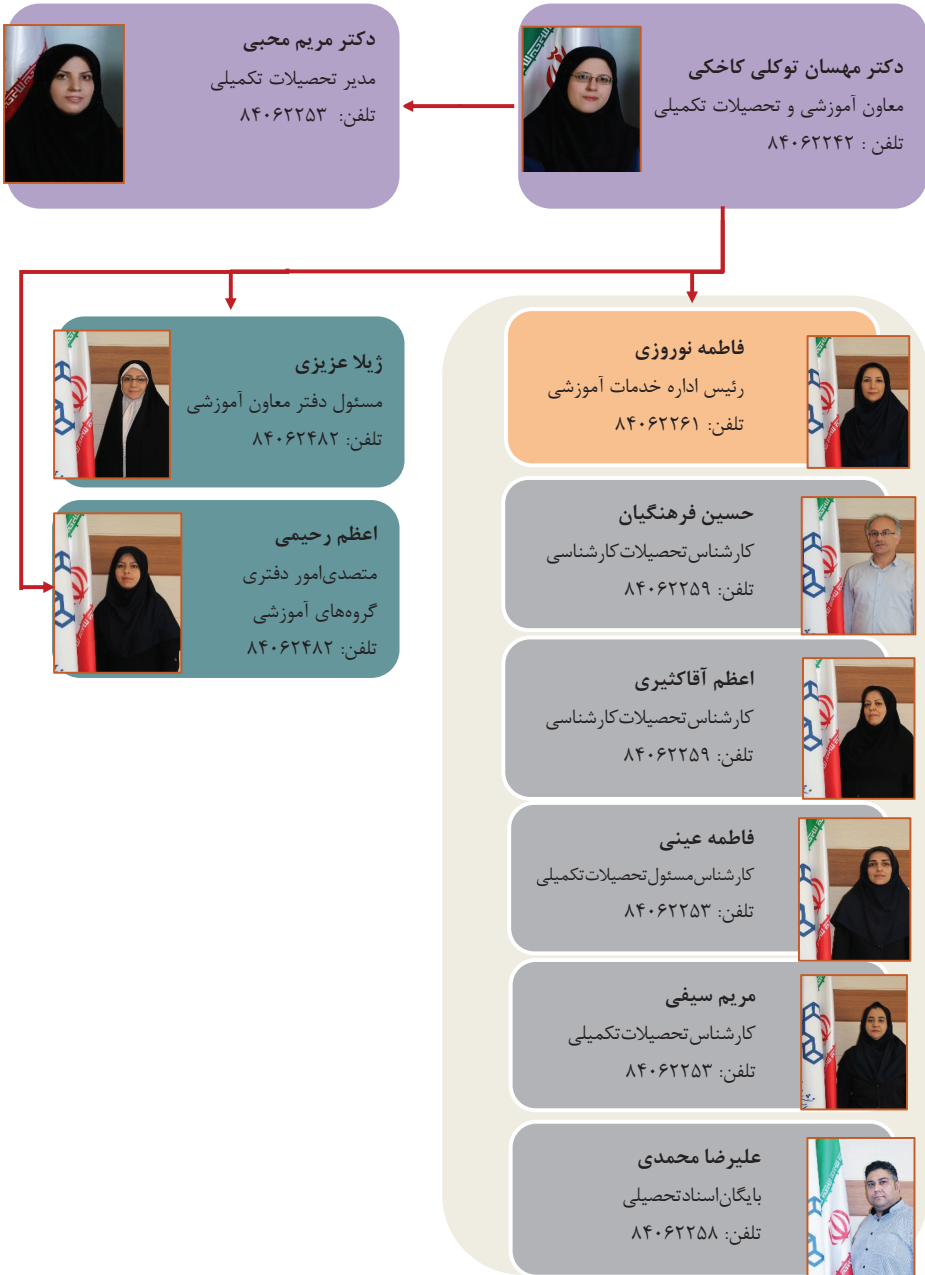 دکتر مهسان توکلی کاخکی
معاون آموزشی و تحصیلات تکمیلی
تلفن : ۸۴۰۶۲۲۴۲
دکتر مریم محبی
مدیر تحصیلات تکمیلی
تلفن: ۸۴۰۶۲۲۵۳
فاطمه نوروزی
رئیس اداره خدمات آموزشی
تلفن: ۸۴۰۶۲۲۶۱
حسین فرهنگیان
کارشناس تحصیلات کارشناسی
تلفن: ۸۴۰۶۲۲۵۹
اعظم آقاکثیری
کارشناس تحصیلات کارشناسی
تلفن: ۸۴۰۶۲۲۵۹
فاطمه عینی
کارشناس مسئول تحصیلات تکمیلی
تلفن: ۸۴۰۶۲۲۵۳
مریم سیفی
کارشناس تحصیلات تکمیلی
تلفن: ۸۴۰۶۲۲۵۳
علیرضا محمدی
بایگان اسناد تحصیلی
تلفن: ۸۴۰۶۲۲۵۸
ژیلا عزیزی
مسئول دفتر معاون آموزشی
تلفن: ۸۴۰۶۲۴۸۲
اعظم رحیمی
متصدی امور دفتری
گروه‌های آموزشی
تلفن: ۸۴۰۶۲۴۸۲